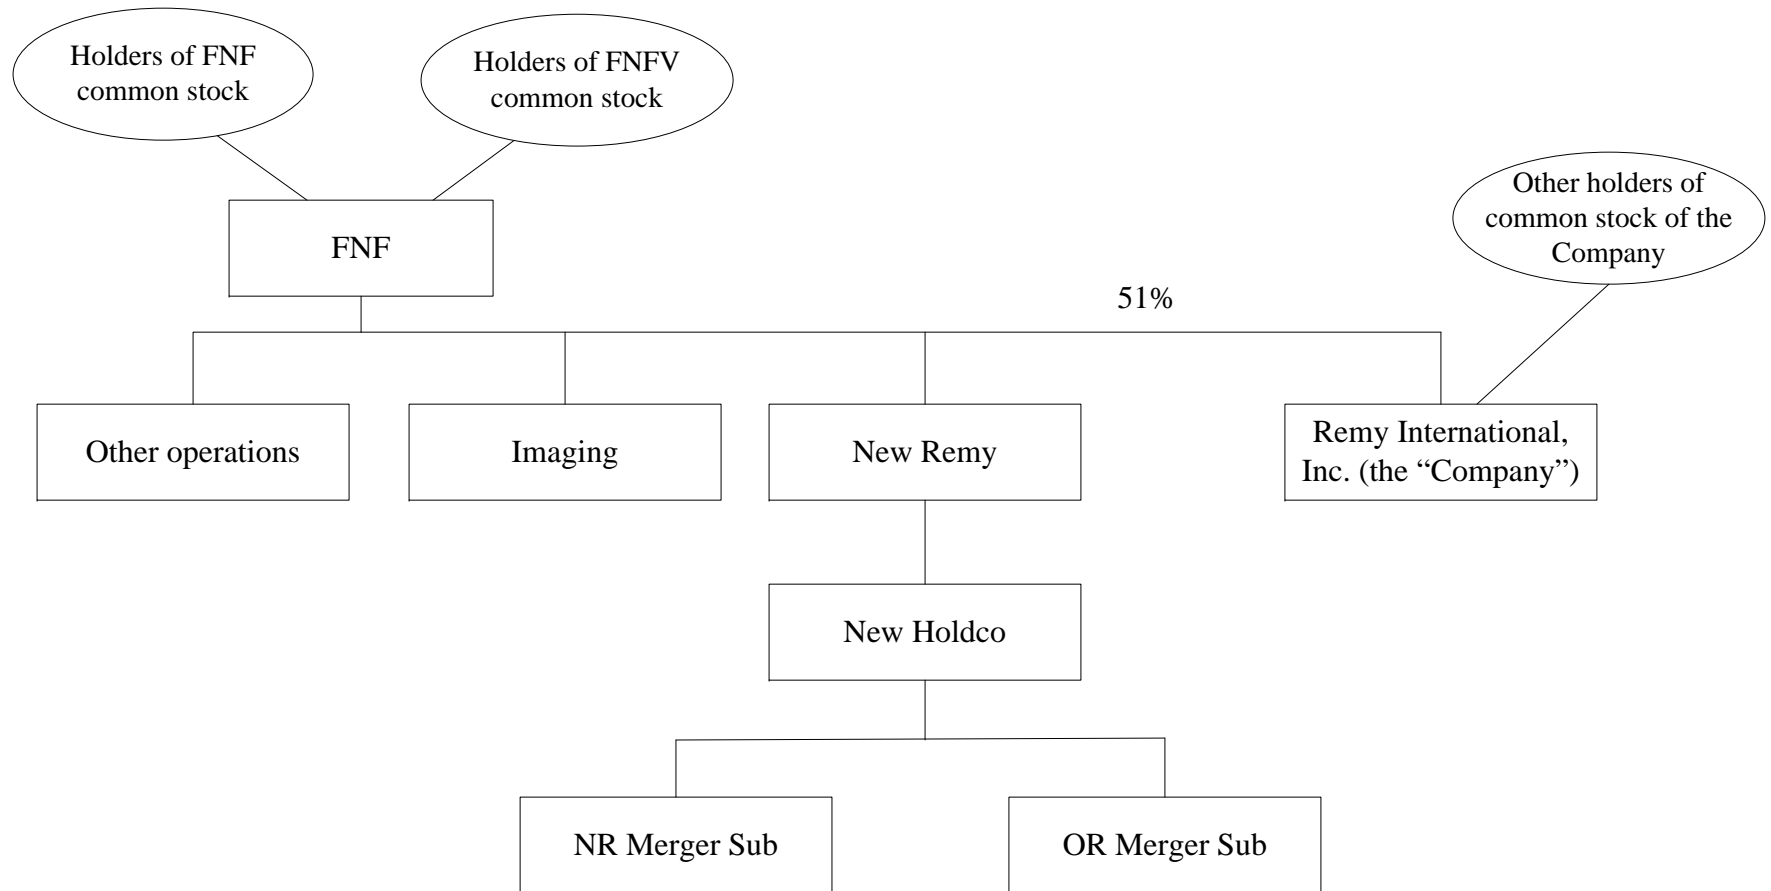 Holders of FNF
common stock
Holders of FNFV
common stock
Other holders of
common stock of the
Company
FNF
51%
Other operations
Imaging
New Remy
Remy International,
Inc. (the “Company”)
New Holdco
NR Merger Sub
OR Merger Sub